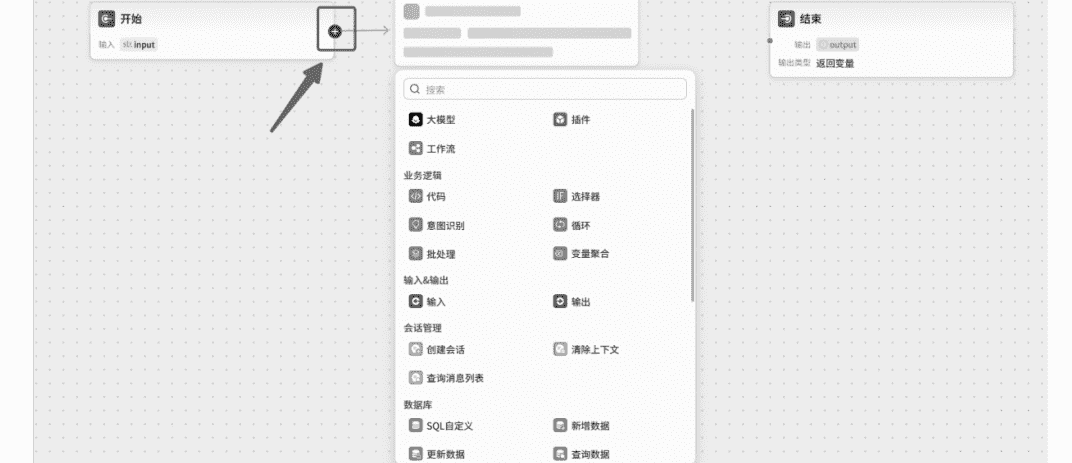 开始
输入 str. input
结束
输出 output
输出类型 返回变量
搜索
大模型 插件
工作流
业务逻辑
代码 选择器
意图识别 循环
批处理 变量聚合
输入&输出
输入 输出
会话管理
创建会话 清除上下文
查询消息列表
数据库
SQL自定义 新增数据
更新数据 查询数据